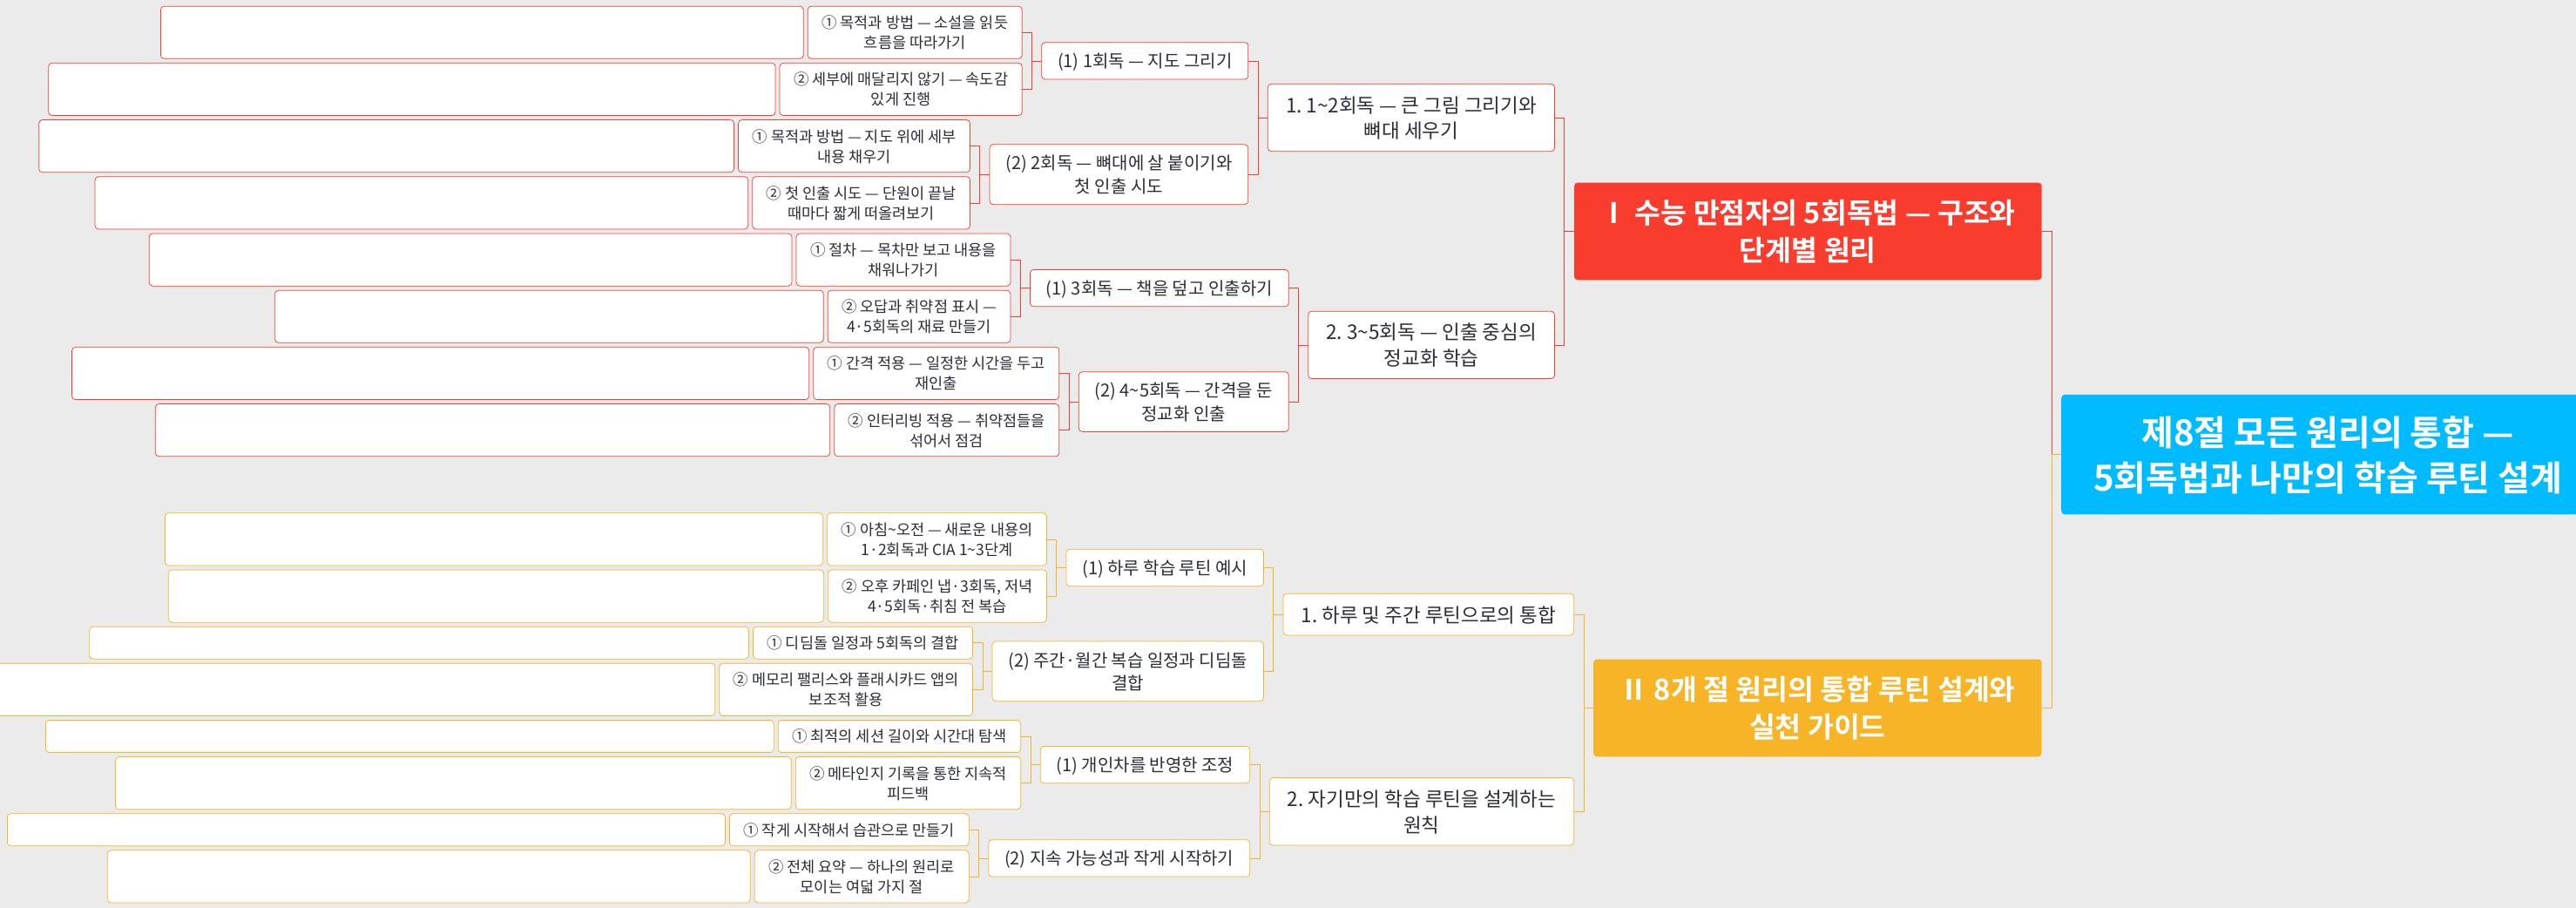 제8절 모든 원리의 통합 —
5회독법과 나만의 학습 루틴 설계
Ⅰ 수능 만점자의 5회독법 — 구조와
단계별 원리
1. 1~2회독 — 큰 그림 그리기와
뼈대 세우기
(1) 1회독 — 지도 그리기
① 목적과 방법 — 소설을 읽듯
흐름을 따라가기
② 세부에 매달리지 않기 — 속도감
있게 진행
(2) 2회독 — 뼈대에 살 붙이기와
첫 인출 시도
① 목적과 방법 — 지도 위에 세부
내용 채우기
② 첫 인출 시도 — 단원이 끝날
때마다 짧게 떠올려보기
2. 3~5회독 — 인출 중심의
정교화 학습
(1) 3회독 — 책을 덮고 인출하기
① 절차 — 목차만 보고 내용을
채워나가기
② 오답과 취약점 표시 —
4·5회독의 재료 만들기
(2) 4~5회독 — 간격을 둔
정교화 인출
① 간격 적용 — 일정한 시간을 두고
재인출
② 인터리빙 적용 — 취약점들을
섞어서 점검
Ⅱ 8개 절 원리의 통합 루틴 설계와
실천 가이드
1. 하루 및 주간 루틴으로의 통합
(1) 하루 학습 루틴 예시
① 아침~오전 — 새로운 내용의
1·2회독과 CIA 1~3단계
② 오후 카페인 냅·3회독, 저녁
4·5회독·취침 전 복습
(2) 주간·월간 복습 일정과 디딤돌
결합
① 디딤돌 일정과 5회독의 결합
② 메모리 팰리스와 플래시카드 앱의
보조적 활용
2. 자기만의 학습 루틴을 설계하는
원칙
(1) 개인차를 반영한 조정
① 최적의 세션 길이와 시간대 탐색
② 메타인지 기록을 통한 지속적
피드백
(2) 지속 가능성과 작게 시작하기
① 작게 시작해서 습관으로 만들기
② 전체 요약 — 하나의 원리로
모이는 여덟 가지 절